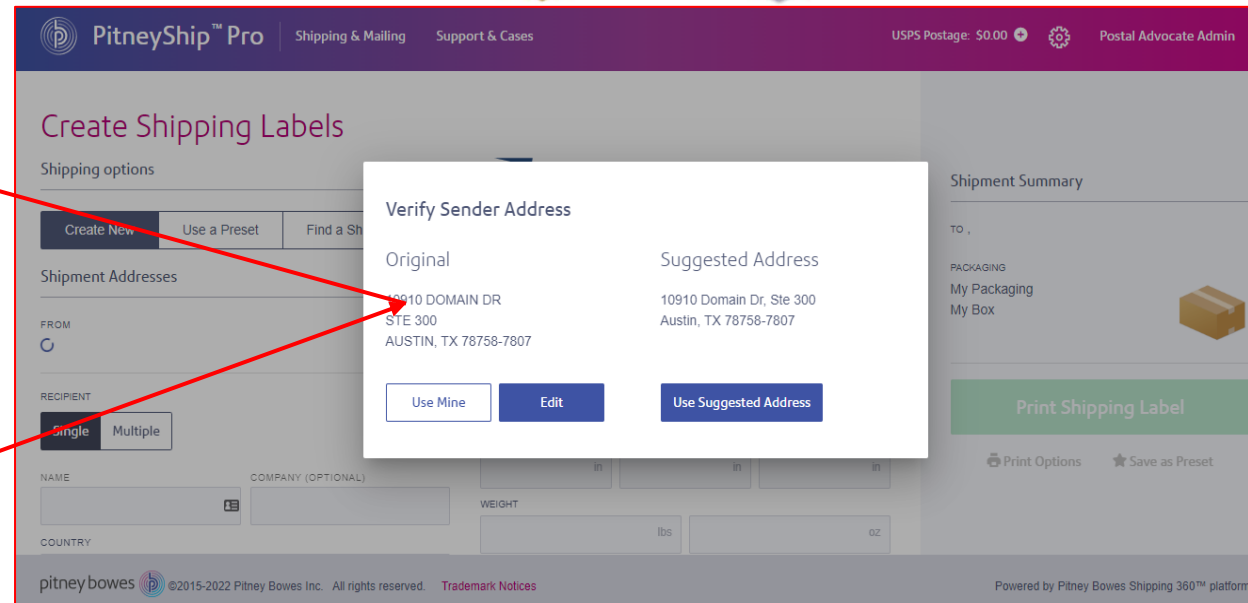 PitneyShip™ Pro
Shipping & Mailing
Support & Cases
USPS Postage: $0.00
Postal Advocate Admin
Create Shipping Labels
Shipping options
Create New
Use a Preset
Find a Sh
Shipment Addresses
FROM
RECIPIENT
Single
Multiple
NAME
COMPANY (OPTIONAL)
COUNTRY
Verify Sender Address
Original
10910 DOMAIN DR
STE 300
AUSTIN, TX 78758-7807
Use Mine
Edit
Suggested Address
10910 Domain Dr, Ste 300
Austin, TX 78758-7807
Use Suggested Address
in
in
in
WEIGHT
lbs
oz
Shipment Summary
TO ,
PACKAGING
My Packaging
My Box
Print Shipping Label
Print Options
Save as Preset
pitney bowes
©2015-2022 Pitney Bowes Inc. All rights reserved.
Trademark Notices
Powered by Pitney Bowes Shipping 360™ platform